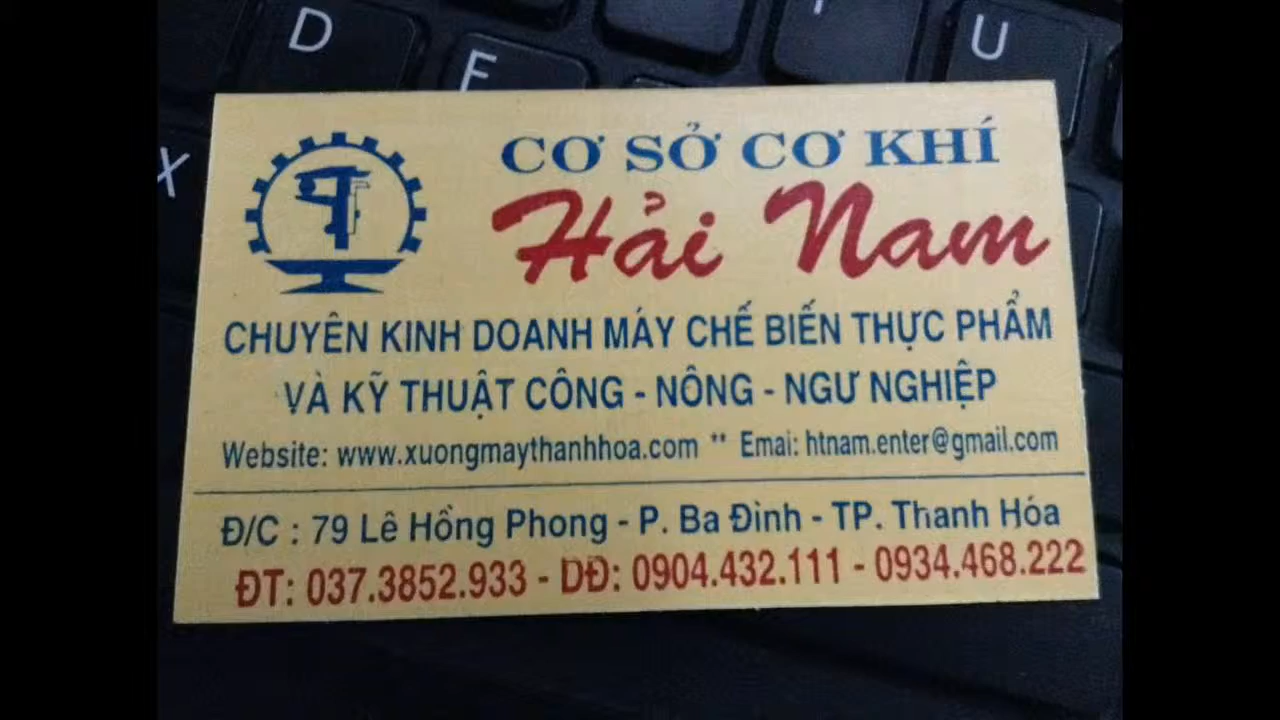 D
F
U
X
CƠ SỞ CƠ KHÍ
Hải Nam
CHUYÊN KINH DOANH MÁY CHẾ BIẾN THỰC PHẨM
VÀ KỸ THUẬT CÔNG - NÔNG - NGƯ NGHIỆP
Website: www.xuongmaythanhhoa.com ** Emai: htnam.enter@gmail.com
Đ/C : 79 Lê Hồng Phong - P. Ba Đình - TP. Thanh Hóa
ĐT: 037.3852.933 - DĐ: 0904.432.111 - 0934.468.222